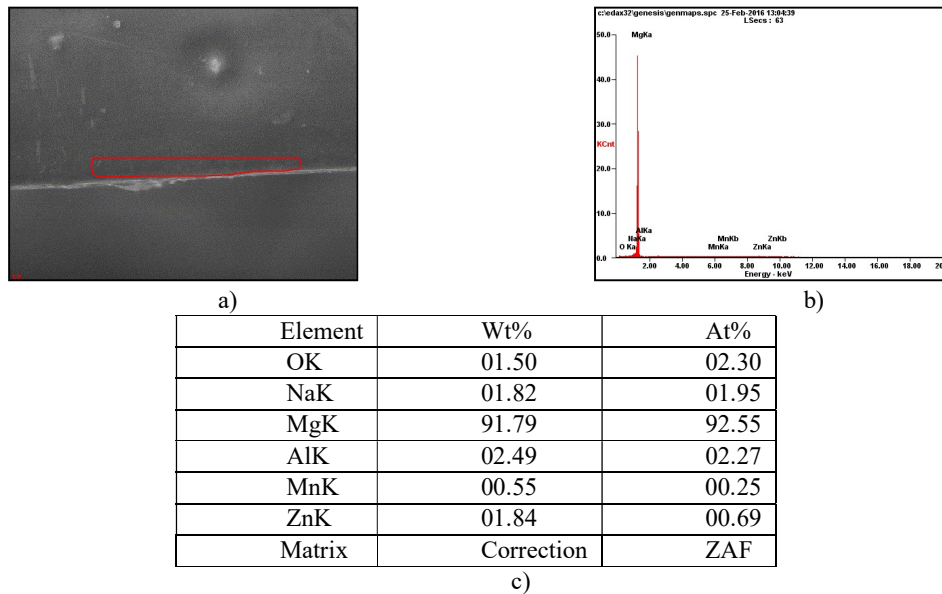 c:\edax32\genesis\genmaps.spc 25-Feb-2016 13:04:39
LSecs : 63
50.0
MgKa
40.0
30.0
KCnt
20.0
10.0
AlKa
NaKa
MnKb
ZnKb
O Ka
MnKa
ZnKa
0.0
2.00 4.00 6.00 8.00 10.00 12.00 14.00 16.00 18.00 20
Energy - keV
a)
b)
Element Wt% At%
OK 01.50 02.30
NaK 01.82 01.95
MgK 91.79 92.55
AlK 02.49 02.27
MnK 00.55 00.25
ZnK 01.84 00.69
Matrix Correction ZAF
c)